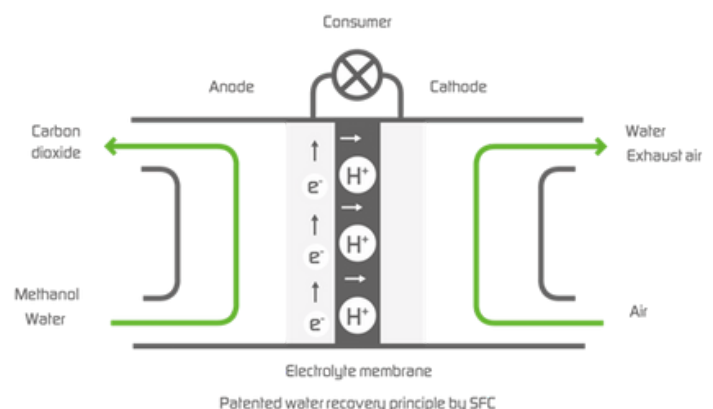 Consumer
Anode
Cathode
Carbon
dioxide
Water
Exhaust air
H⁺
e⁻
H⁺
e⁻
H⁺
e⁻
Methanol
Water
Air
Electrolyte membrane
Patented water recovery principle by SFC